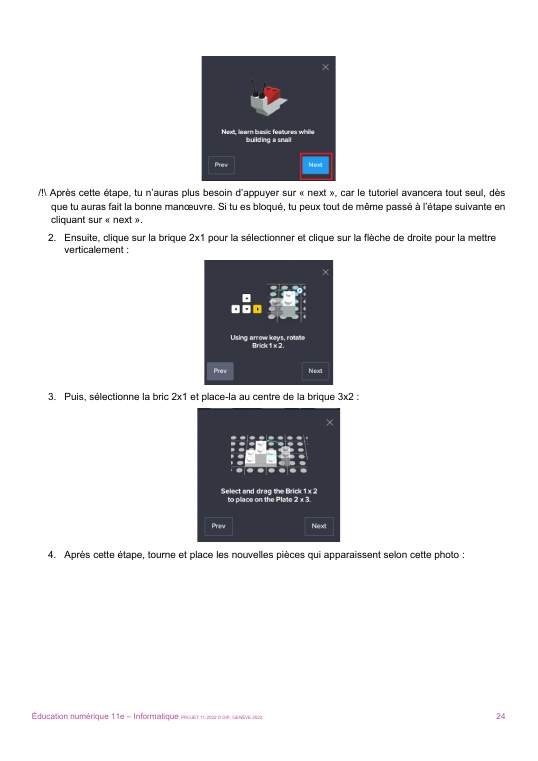 Next, learn basic features while
building a snail
Prev
Next
/!\ Après cette étape, tu n'auras plus besoin d'appuyer sur « next », car le tutoriel avancera tout seul, dès
que tu auras fait la bonne manœuvre. Si tu es bloqué, tu peux tout de même passé à l'étape suivante en
cliquant sur « next ».
2. Ensuite, clique sur la brique 2x1 pour la sélectionner et clique sur la flèche de droite pour la mettre
verticalement :
Using arrow keys, rotate
Brick 1 x 2.
Prev
Next
3. Puis, sélectionne la bric 2x1 et place-la au centre de la brique 3x2 :
Select and drag the Brick 1 x 2
to place on the Plate 2 x 3.
Prev
Next
4. Après cette étape, tourne et place les nouvelles pièces qui apparaissent selon cette photo :
Éducation numérique 11e – Informatique PROJET 11.2022 © DIP, GENÈVE 2022 24